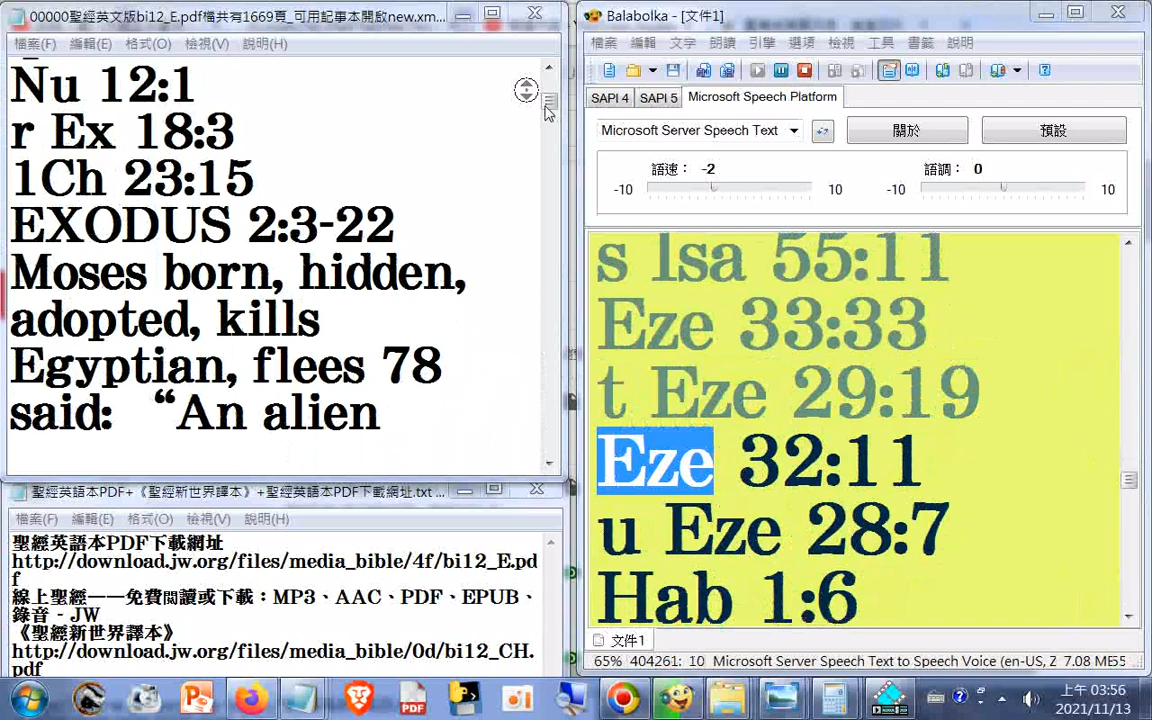 00000聖經英文版bi12_E.pdf檔共有1669頁_可用記事本開啟new.xm...
檔案(F) 編輯(E) 格式(O) 檢視(V) 說明(H)
Nu 12:1
r Ex 18:3
1Ch 23:15
EXODUS 2:3-22
Moses born, hidden,
adopted, kills
Egyptian, flees 78
said: “An alien
聖經英語本PDF+《聖經新世界譯本》+聖經英語本PDF下載網址.txt ...
檔案(F) 編輯(E) 格式(O) 檢視(V) 說明(H)
聖經英語本PDF下載網址
http://download.jw.org/files/media_bible/4f/bi12_E.pd
f
線上聖經──免費閱讀或下載：MP3、AAC、PDF、EPUB、
錄音 - JW
《聖經新世界譯本》
http://download.jw.org/files/media_bible/0d/bi12_CH.
pdf
Balabolka - [文件1]
檔案 編輯 文字 朗讀 引擎 選項 檢視 工具 書籤 說明
SAPI 4 SAPI 5 Microsoft Speech Platform
Microsoft Server Speech Text 關於 預設
語速： -2 語調： 0
-10 10 -10 10
s Isa 55:11
Eze 33:33
t Eze 29:19
Eze 32:11
u Eze 28:7
Hab 1:6
文件1
65% 404261: 10 Microsoft Server Speech Text to Speech Voice (en-US, Z 7.08 ME55
PDF
上午 03:56
2021/11/13